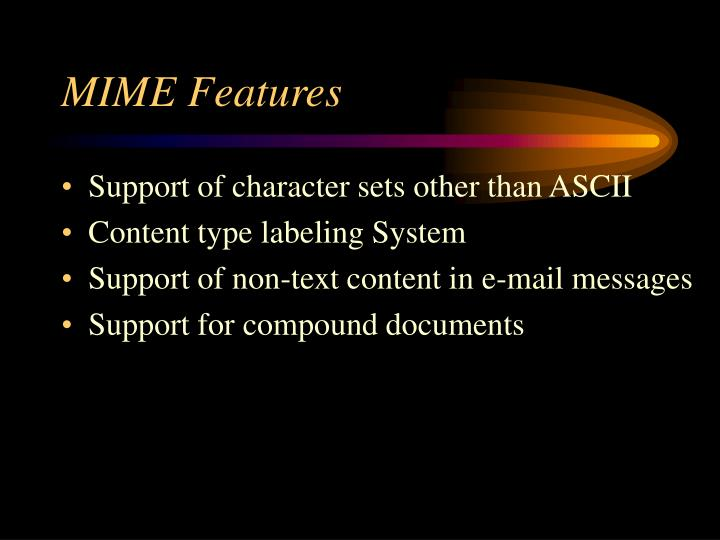 MIME Features
• Support of character sets other than ASCII
• Content type labeling System
• Support of non-text content in e-mail messages
• Support for compound documents